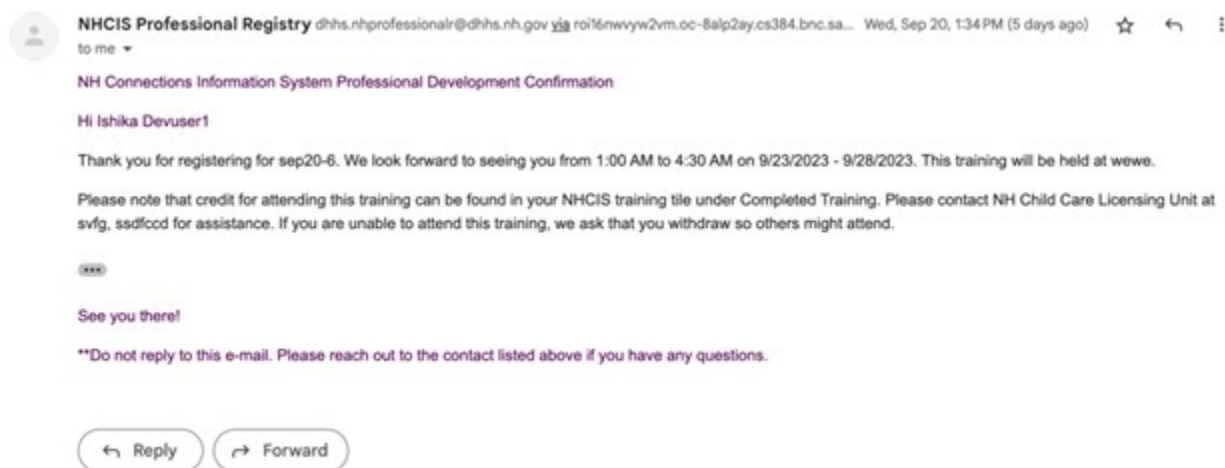 NHCIS Professional Registry dhhs.nhprofessionalr@dhhs.nh.gov via roi16nwvyw2vm.oc-8alp2ay.cs384.bnc.sa... Wed, Sep 20, 1:34 PM (5 days ago)
to me
NH Connections Information System Professional Development Confirmation
Hi Ishika Devuser1
Thank you for registering for sep20-6. We look forward to seeing you from 1:00 AM to 4:30 AM on 9/23/2023 - 9/28/2023. This training will be held at wewe.
Please note that credit for attending this training can be found in your NHCIS training tile under Completed Training. Please contact NH Child Care Licensing Unit at
svfg, ssdfccd for assistance. If you are unable to attend this training, we ask that you withdraw so others might attend.
See you there!
**Do not reply to this e-mail. Please reach out to the contact listed above if you have any questions.
Reply Forward